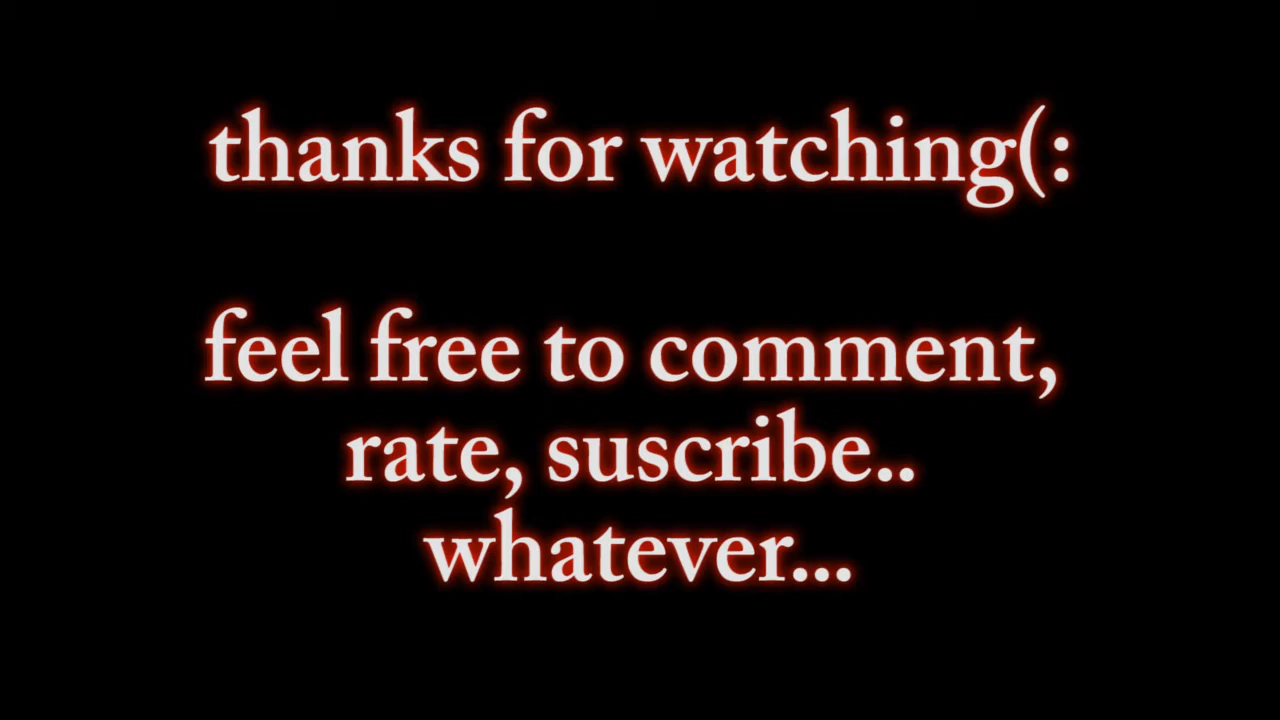 thanks for watching(:
feel free to comment,
rate, suscribe..
whatever...